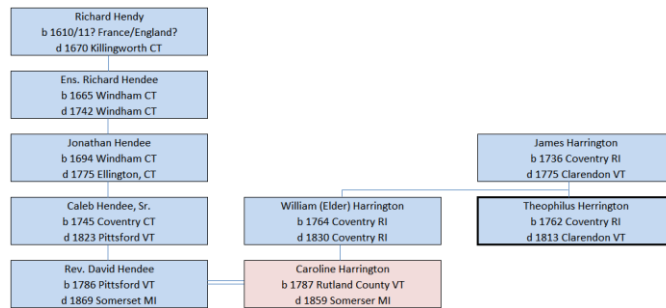 Richard Hendy
b 1610/11? France/England?
d 1670 Killingworth CT
Ens. Richard Hendee
b 1665 Windham CT
d 1742 Windham CT
Jonathan Hendee
b 1694 Windham CT
d 1775 Ellington, CT
James Harrington
b 1736 Coventry RI
d 1775 Clarendon VT
Caleb Hendee, Sr.
b 1745 Coventry CT
d 1823 Pittsford VT
William (Elder) Harrington
b 1764 Coventry RI
d 1830 Coventry RI
Theophilus Herrington
b 1762 Coventry RI
d 1813 Clarendon VT
Rev. David Hendee
b 1786 Pittsford VT
d 1869 Somerset MI
Caroline Harrington
b 1787 Rutland County VT
d 1859 Somerser MI